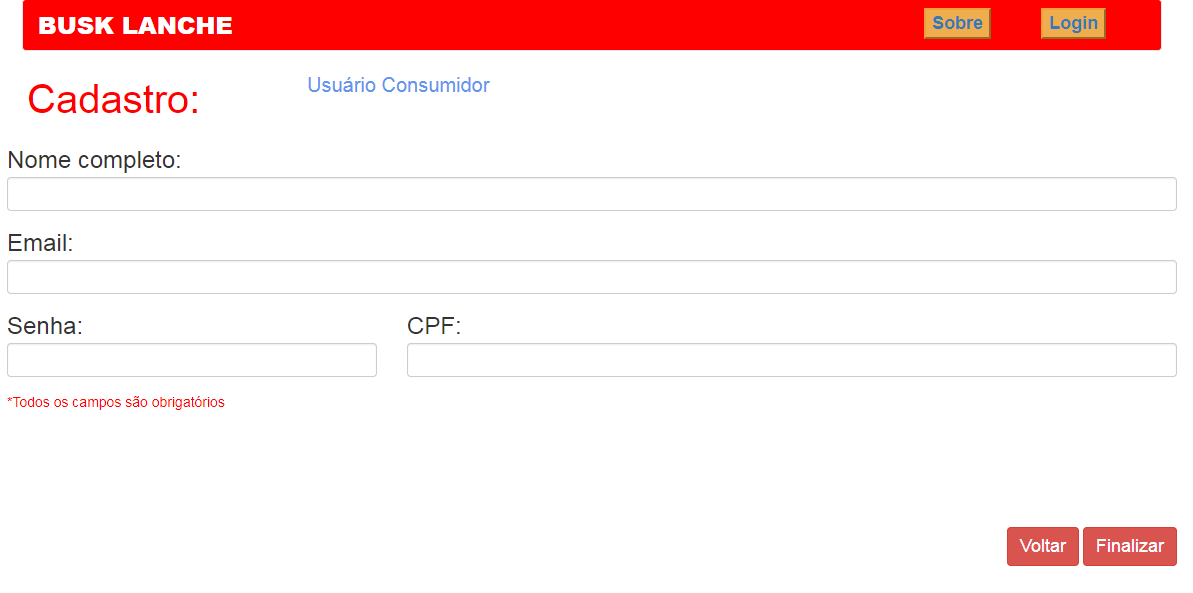 BUSK LANCHE Sobre Login
Cadastro: Usuário Consumidor
Nome completo:
Email:
Senha: CPF:
*Todos os campos são obrigatórios
Voltar Finalizar